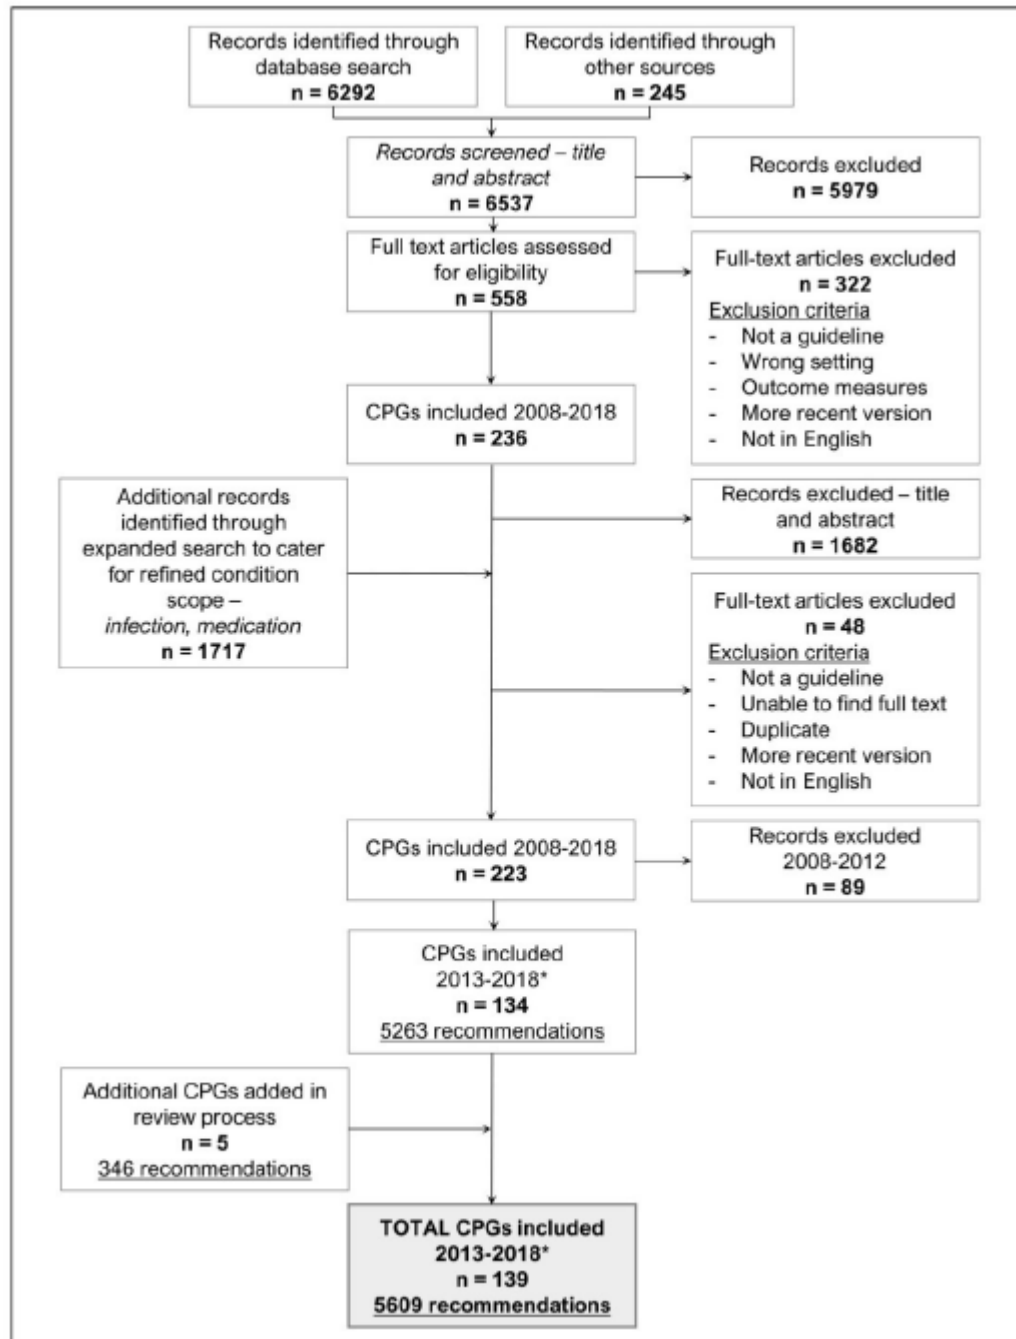 Records identified through
database search
n = 6292
Records identified through
other sources
n = 245
Records screened – title
and abstract
n = 6537
Records excluded
n = 5979
Full text articles assessed
for eligibility
n = 558
Full-text articles excluded
n = 322
Exclusion criteria
- Not a guideline
- Wrong setting
- Outcome measures
- More recent version
- Not in English
CPGs included 2008-2018
n = 236
Additional records
identified through
expanded search to cater
for refined condition
scope –
infection, medication
n = 1717
Records excluded – title
and abstract
n = 1682
Full-text articles excluded
n = 48
Exclusion criteria
- Not a guideline
- Unable to find full text
- Duplicate
- More recent version
- Not in English
CPGs included 2008-2018
n = 223
Records excluded
2008-2012
n = 89
CPGs included
2013-2018*
n = 134
5263 recommendations
Additional CPGs added in
review process
n = 5
346 recommendations
TOTAL CPGs included
2013-2018*
n = 139
5609 recommendations